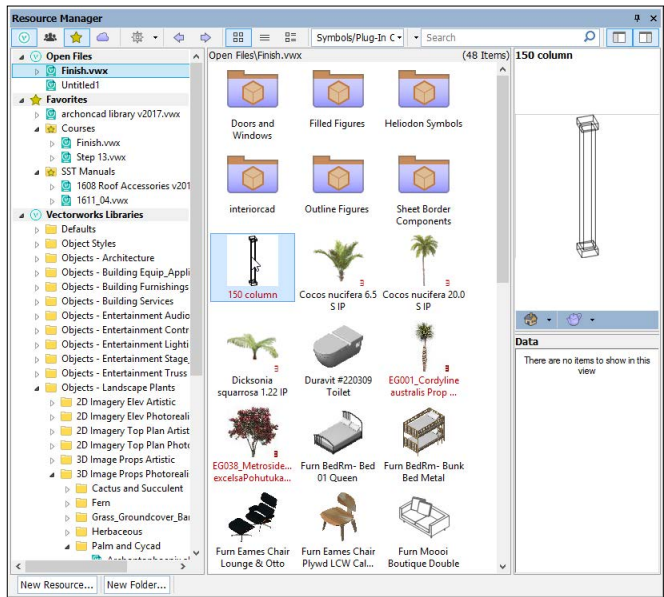 Resource Manager
Symbols/Plug-In C
Search
Open Files
Finish.vwx
Untitled1
Favorites
archoncad library v2017.vwx
Courses
Finish.vwx
Step 13.vwx
SST Manuals
1608 Roof Accessories v201
1611_04.vwx
Vectorworks Libraries
Defaults
Object Styles
Objects - Architecture
Objects - Building Equip_Appli
Objects - Building Furnishings
Objects - Building Services
Objects - Entertainment Audio
Objects - Entertainment Contr
Objects - Entertainment Lighti
Objects - Entertainment Stage_
Objects - Entertainment Truss
Objects - Landscape Plants
2D Imagery Elev Artistic
2D Imagery Elev Photoreali
2D Imagery Top Plan Artist
2D Imagery Top Plan Photo
3D Image Props Artistic
3D Image Props Photoreali
Cactus and Succulent
Fern
Grass_Groundcover_Ba
Herbaceous
Palm and Cycad
Open Files\Finish.vwx (48 Items)
Doors and
Windows
Filled Figures
Heliodon Symbols
interiorcad
Outline Figures
Sheet Border
Components
150 column
Cocos nucifera 6.5
S IP
Cocos nucifera 20.0
S IP
Dicksonia
squarrosa 1.22 IP
Duravit #220309
Toilet
EG001_Cordyline
australis Prop ...
EG038_Metroside...
excelsaPohutuka...
Furn BedRm- Bed
01 Queen
Furn BedRm- Bunk
Bed Metal
Furn Eames Chair
Lounge & Otto
Furn Eames Chair
Plywd LCW Cal...
Furn Moooi
Boutique Double
150 column
Data
There are no items to show in this
view
New Resource...
New Folder...